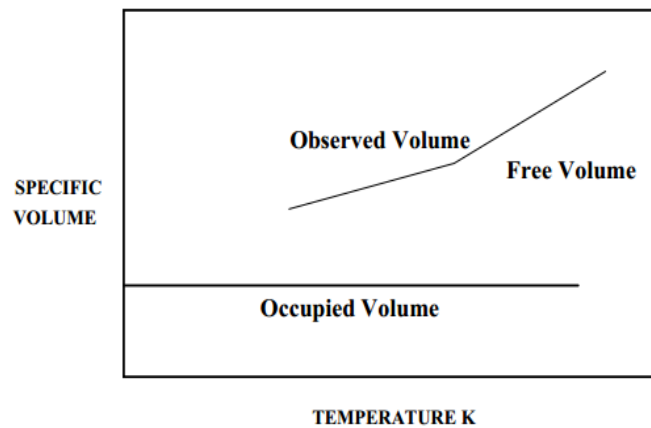 Observed Volume
Free Volume
SPECIFIC
VOLUME
Occupied Volume
TEMPERATURE K